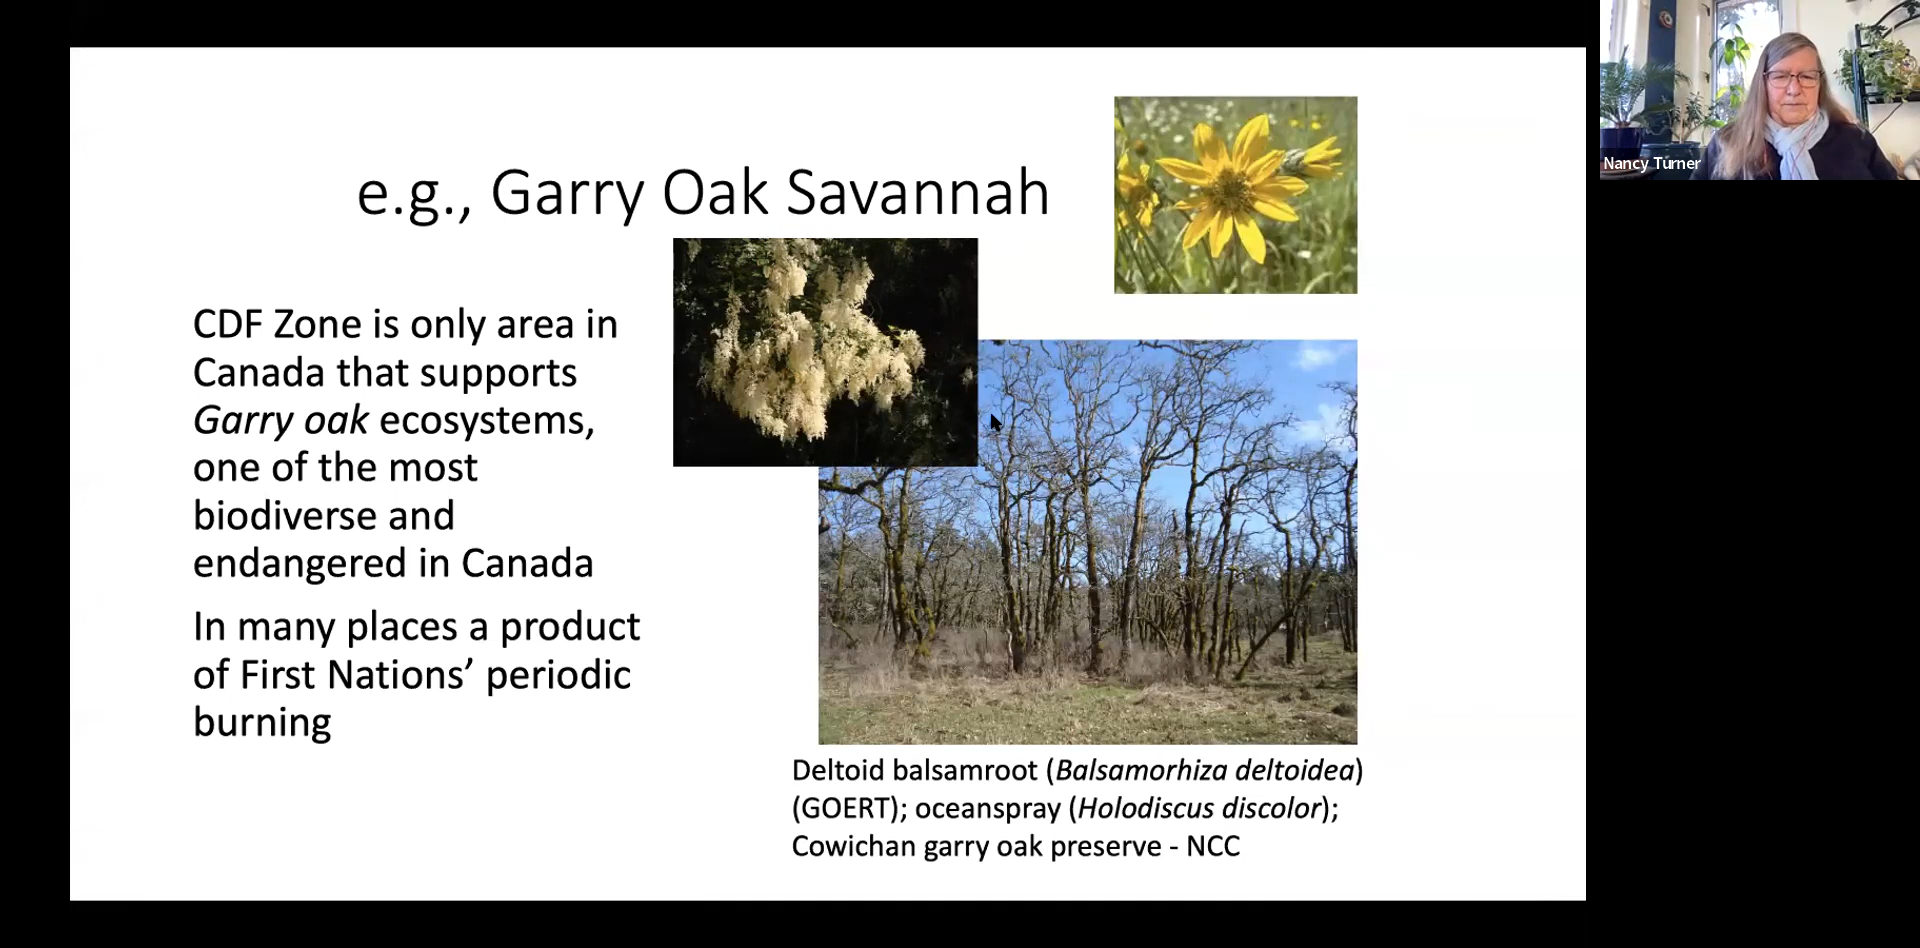 e.g., Garry Oak Savannah
CDF Zone is only area in
Canada that supports
Garry oak ecosystems,
one of the most
biodiverse and
endangered in Canada
In many places a product
of First Nations’ periodic
burning
Deltoid balsamroot (Balsamorhiza deltoidea)
(GOERT); oceanspray (Holodiscus discolor);
Cowichan garry oak preserve - NCC
Nancy Turner